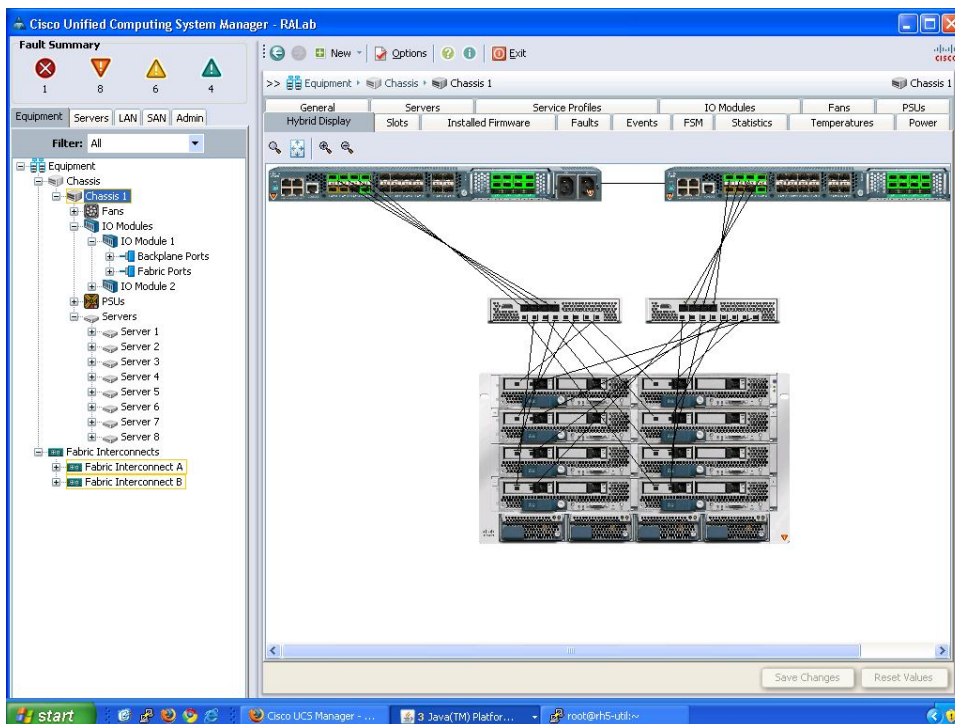 Cisco Unified Computing System Manager - RALab
Fault Summary
1 8 6 4
New Options Exit
cisco
>> Equipment Chassis Chassis 1 Chassis 1
Equipment Servers LAN SAN Admin
General Servers Service Profiles IO Modules Fans PSUs
Hybrid Display Slots Installed Firmware Faults Events FSM Statistics Temperatures Power
Filter: All
Equipment
Chassis
Chassis 1
Fans
IO Modules
IO Module 1
Backplane Ports
Fabric Ports
IO Module 2
PSUs
Servers
Server 1
Server 2
Server 3
Server 4
Server 5
Server 6
Server 7
Server 8
Fabric Interconnects
Fabric Interconnect A
Fabric Interconnect B
Save Changes Reset Values
start Cisco UCS Manager - ... 3 Java(TM) Platfor... root@rh5-util:~